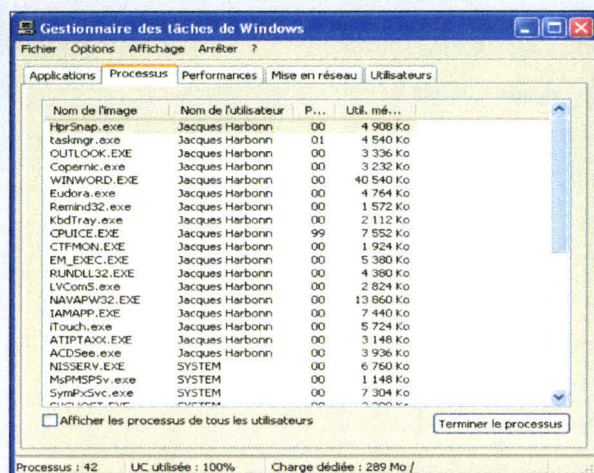 Gestionnaire des tâches de Windows
Fichier Options Affichage Arrêter ?
Applications Processus Performances Mise en réseau Utilisateurs
Nom de l'image Nom de l'utilisateur P... Util. mé...
HprSnap.exe Jacques Harbonn 00 4 908 Ko
taskmgr.exe Jacques Harbonn 01 4 540 Ko
OUTLOOK.EXE Jacques Harbonn 00 3 336 Ko
Copernic.exe Jacques Harbonn 00 3 232 Ko
WINWORD.EXE Jacques Harbonn 00 40 540 Ko
Eudora.exe Jacques Harbonn 00 4 764 Ko
Remind32.exe Jacques Harbonn 00 1 572 Ko
KbdTray.exe Jacques Harbonn 00 2 112 Ko
CPUICE.EXE Jacques Harbonn 99 7 552 Ko
CTFMON.EXE Jacques Harbonn 00 1 924 Ko
EM_EXEC.EXE Jacques Harbonn 00 5 380 Ko
RUNDLL32.EXE Jacques Harbonn 00 4 380 Ko
LVComS.exe Jacques Harbonn 00 2 824 Ko
NAVAPW32.EXE Jacques Harbonn 00 13 860 Ko
IAMAPP.EXE Jacques Harbonn 00 7 440 Ko
iTouch.exe Jacques Harbonn 00 5 724 Ko
ATIPTAXX.EXE Jacques Harbonn 00 3 148 Ko
ACDSee.exe Jacques Harbonn 00 3 936 Ko
NISSERV.EXE SYSTEM 00 6 760 Ko
MsPMSPSv.exe SYSTEM 00 1 148 Ko
SymPxSvc.exe SYSTEM 00 7 304 Ko
Afficher les processus de tous les utilisateurs Terminer le processus
Processus : 42 UC utilisée : 100% Charge dédiée : 289 Mo /